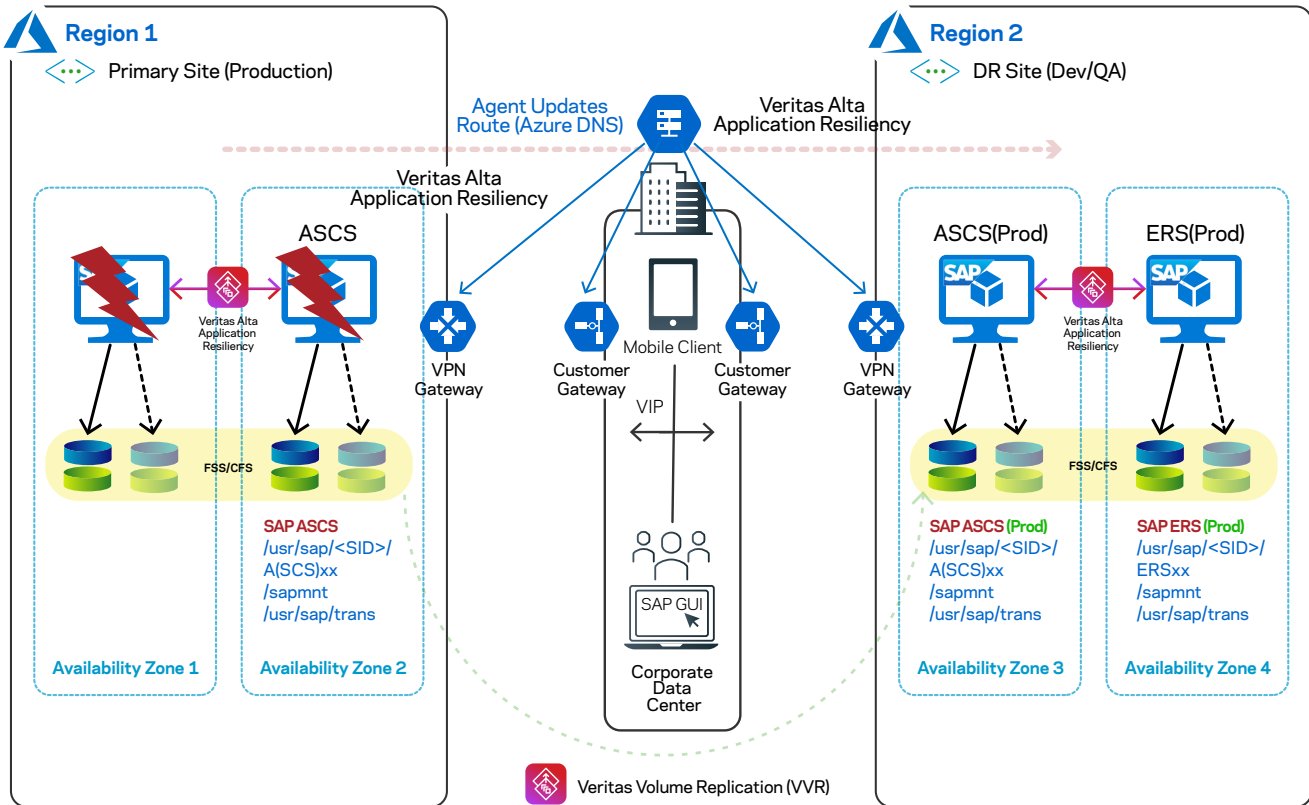 Region 1
Primary Site (Production)
Region 2
DR Site (Dev/QA)
Agent Updates
Route (Azure DNS)
Veritas Alta
Application Resiliency
Veritas Alta
Application Resiliency
ASCS
ASCS(Prod)
ERS(Prod)
SAP
SAP
SAP
SAP
Veritas Alta
Application
Resiliency
Veritas Alta
Application
Resiliency
VPN
Gateway
Customer
Gateway
Mobile Client
Customer
Gateway
VPN
Gateway
VIP
FSS/CFS
FSS/CFS
SAP ASCS
/usr/sap/<SID>/
A(SCS)xx
/sapmnt
/usr/sap/trans
SAP GUI
SAP ASCS (Prod)
/usr/sap/<SID>/
A(SCS)xx
/sapmnt
/usr/sap/trans
SAP ERS (Prod)
/usr/sap/<SID>/
ERSxx
/sapmnt
/usr/sap/trans
Availability Zone 1
Availability Zone 2
Corporate
Data
Center
Availability Zone 3
Availability Zone 4
Veritas Volume Replication (VVR)